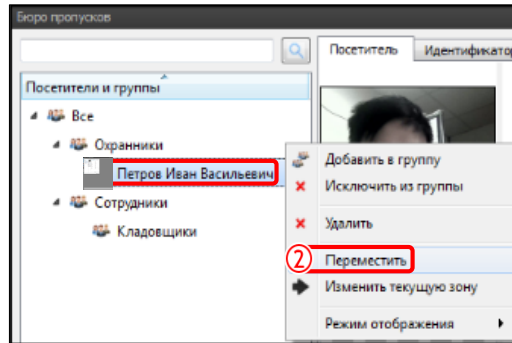 Бюро пропусков
Посетитель
Идентификатор
Посетители и группы
Все
Охранники
Петров Иван Васильевич
Сотрудники
Кладовщики
Добавить в группу
Исключить из группы
Удалить
2 Переместить
Изменить текущую зону
Режим отображения